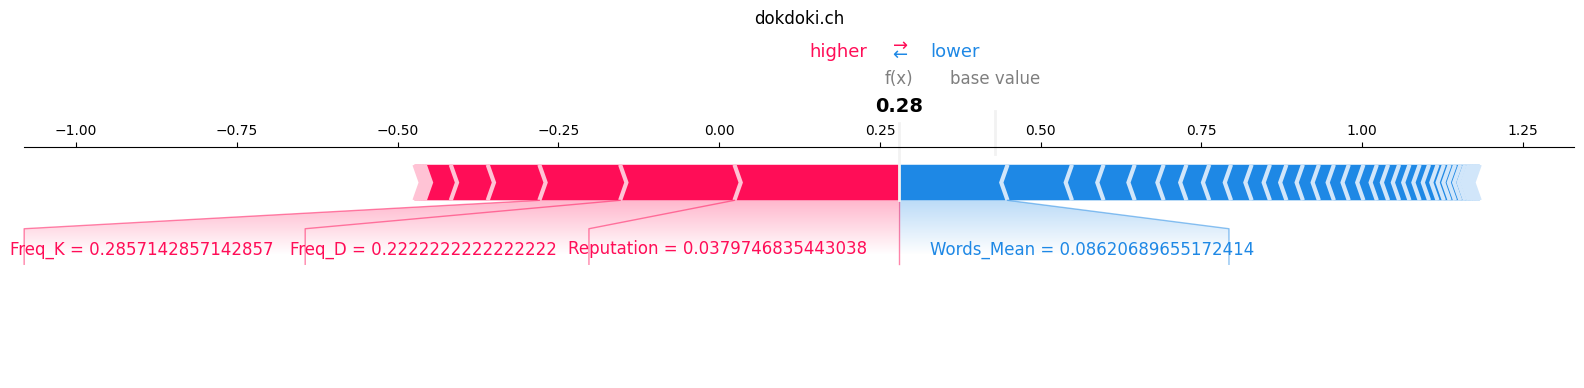 dokdoki.ch
higher ⇄ lower
f(x) base value
0.28
−1.00 −0.75 −0.50 −0.25 0.00 0.25 0.50 0.75 1.00 1.25
Freq_K = 0.2857142857142857 Freq_D = 0.2222222222222222 Reputation = 0.0379746835443038 Words_Mean = 0.08620689655172414